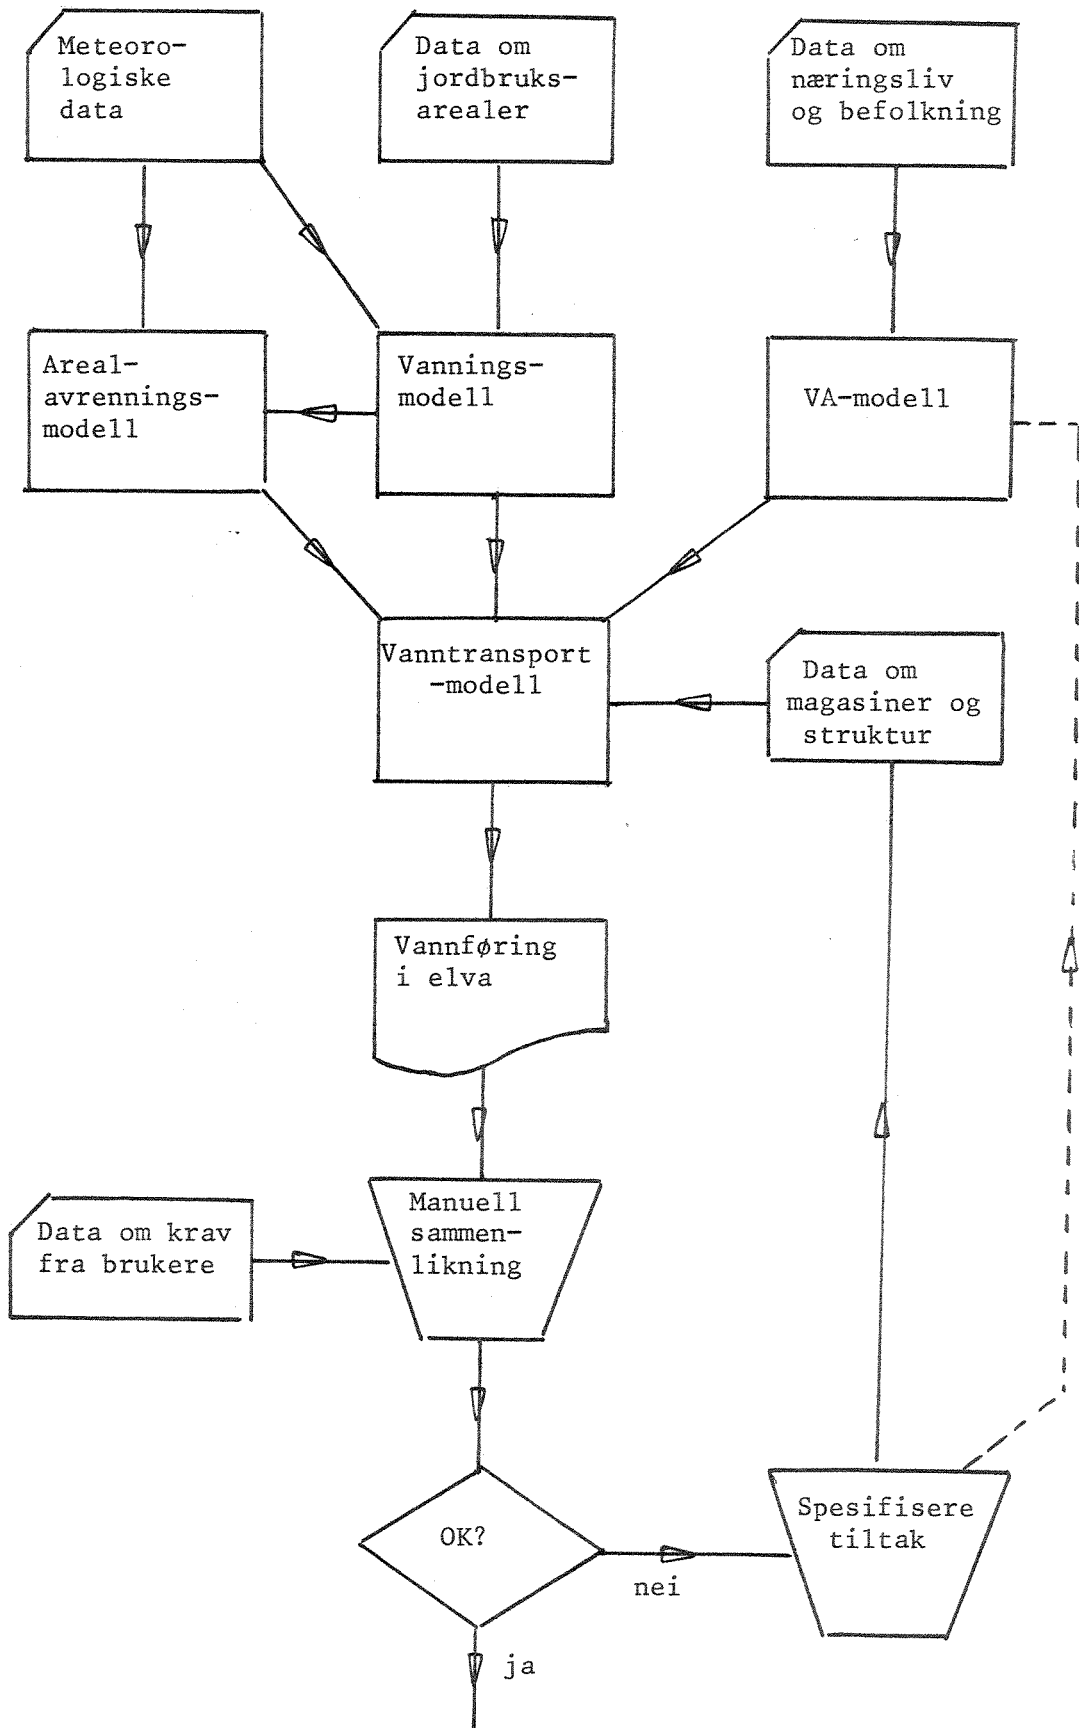 Meteoro-
logiske
data
Data om
jordbruks-
arealer
Data om
næringsliv
og befolkning
Areal-
avrennings-
modell
Vannings-
modell
VA-modell
Vanntransport
-modell
Data om
magasiner og
struktur
Vannføring
i elva
Manuell
sammen-
likning
Data om krav
fra brukere
OK?
nei
Spesifisere
tiltak
ja